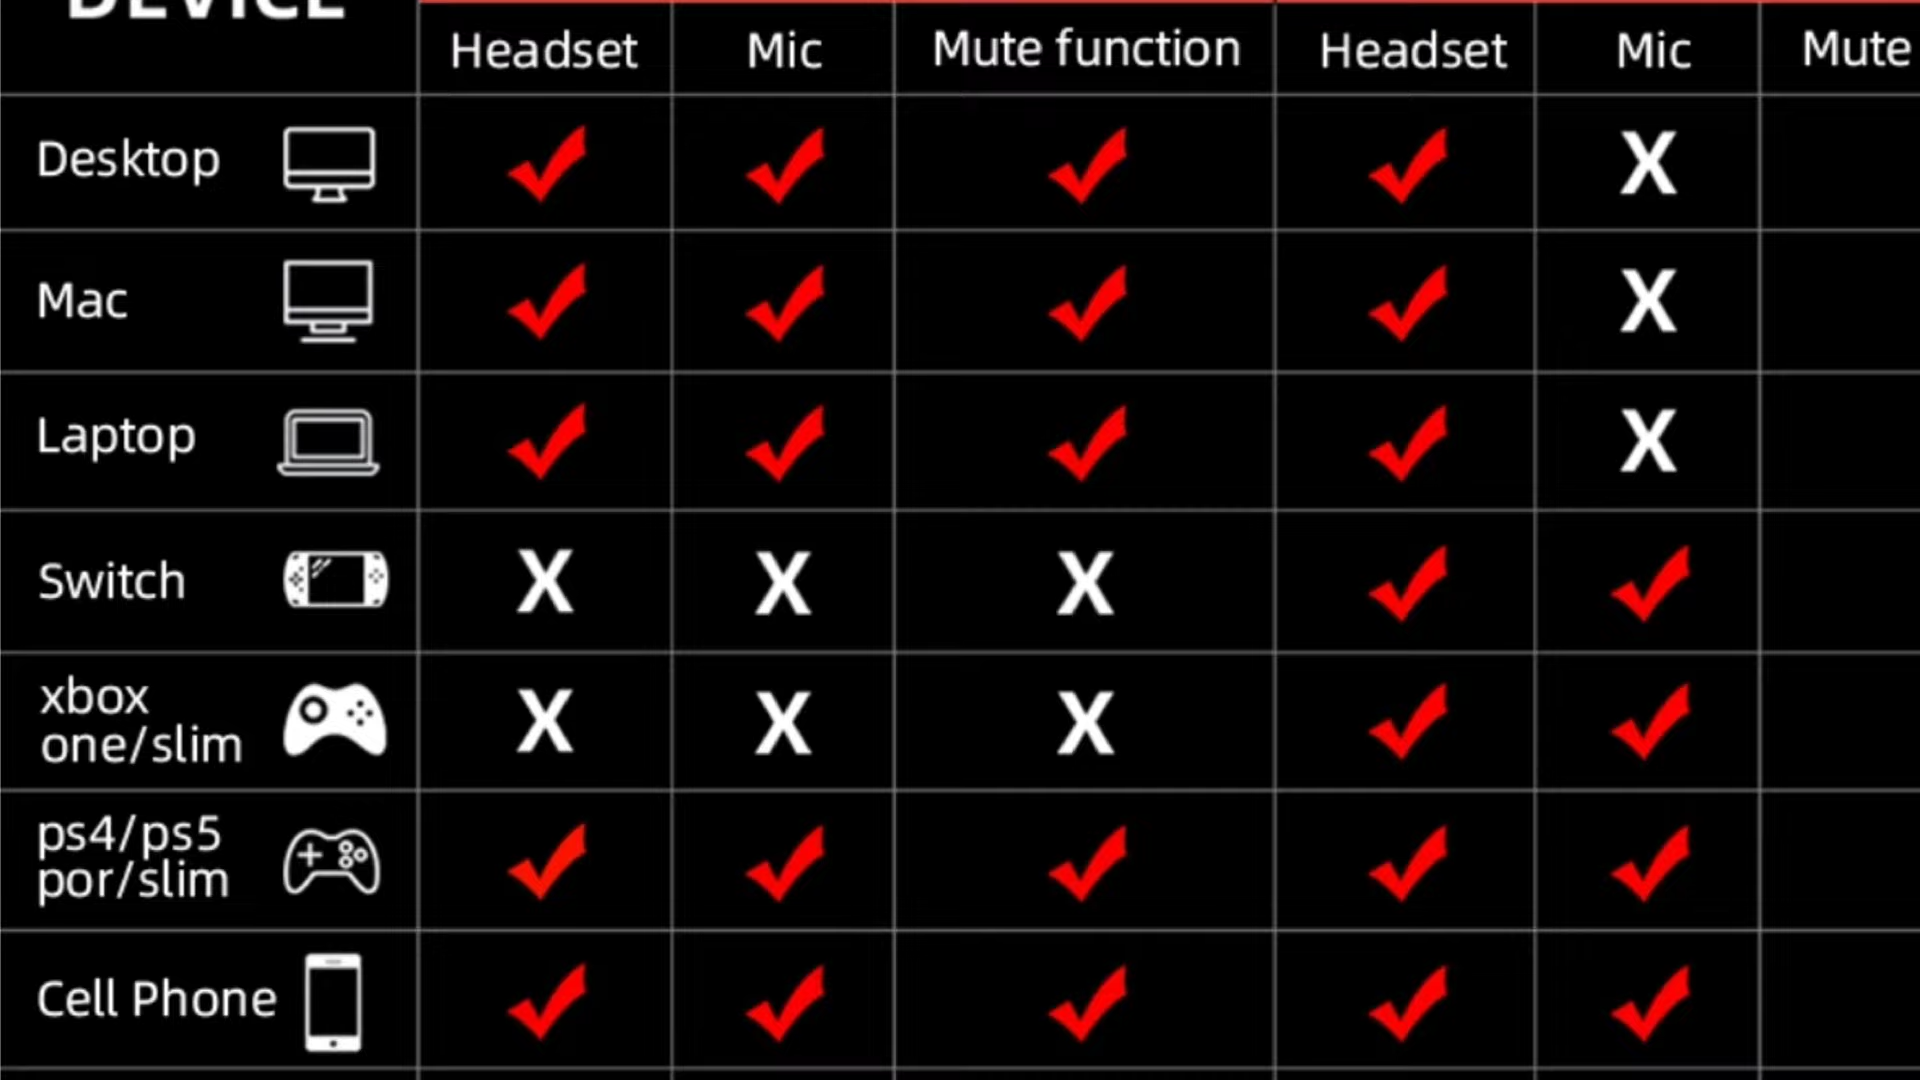 DEVICE
Headset Mic Mute function Headset Mic Mute
Desktop X
Mac X
Laptop X
Switch X X X
xbox
one/slim X X X
ps4/ps5
por/slim
Cell Phone